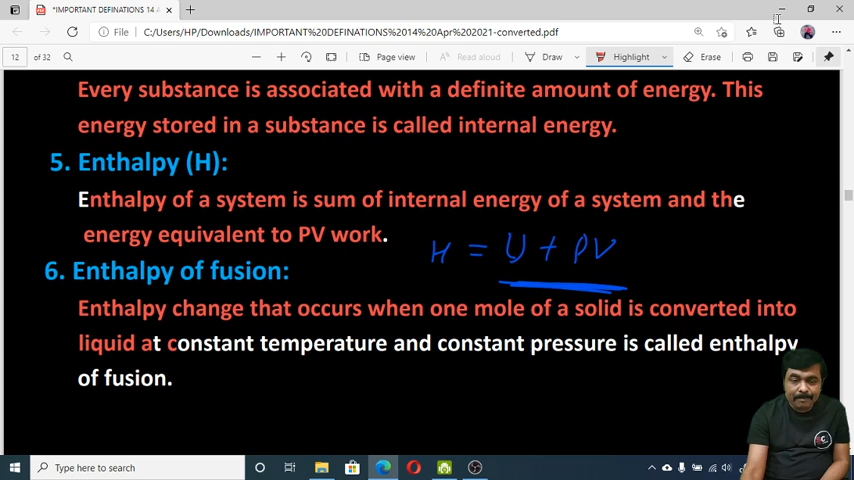 *IMPORTANT DEFINATIONS 14 A
File C:/Users/HP/Downloads/IMPORTANT%20DEFINATIONS%2014%20Apr%202021-converted.pdf
12 of 32 Page view Read aloud Draw Highlight Erase
Every substance is associated with a definite amount of energy. This
energy stored in a substance is called internal energy.
5. Enthalpy (H):
Enthalpy of a system is sum of internal energy of a system and the
energy equivalent to PV work.
H = U + PV
6. Enthalpy of fusion:
Enthalpy change that occurs when one mole of a solid is converted into
liquid at constant temperature and constant pressure is called enthalpy
of fusion.
Type here to search